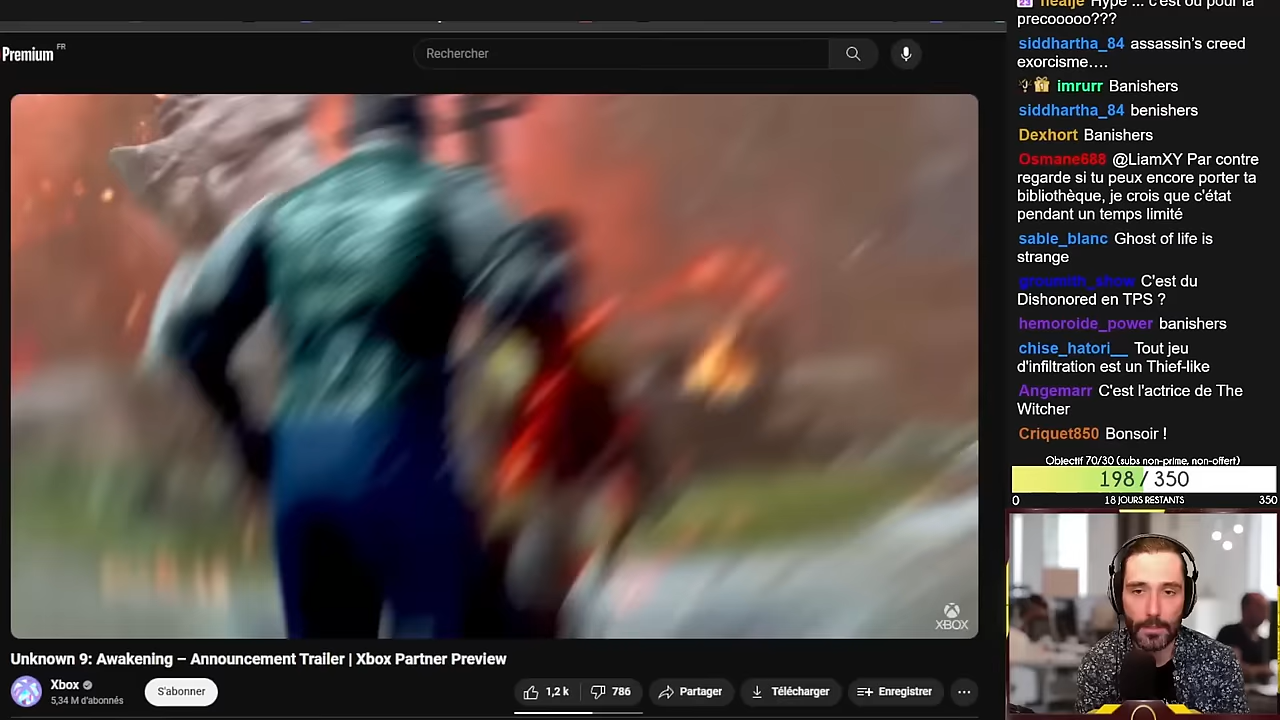 Premium FR
Rechercher
XBOX
Unknown 9: Awakening – Announcement Trailer | Xbox Partner Preview
Xbox
5,34 M d'abonnés
S'abonner
1,2 k
786
Partager
Télécharger
Enregistrer
23 nealje Hype ... c'est ou pour la
precooooo???
siddhartha_84 assassin's creed
exorcisme....
imrurr Banishers
siddhartha_84 benishers
Dexhort Banishers
Osmane688 @LiamXY Par contre
regarde si tu peux encore porter ta
bibliothèque, je crois que c'était
pendant un temps limité
sable_blanc Ghost of life is
strange
groumith_show C'est du
Dishonored en TPS ?
hemoroide_power banishers
chise_hatori__ Tout jeu
d'infiltration est un Thief-like
Angemarr C'est l'actrice de The
Witcher
Criquet850 Bonsoir !
Objectif 70/30 (subs non-prime, non-offert)
198 / 350
0 18 JOURS RESTANTS 350